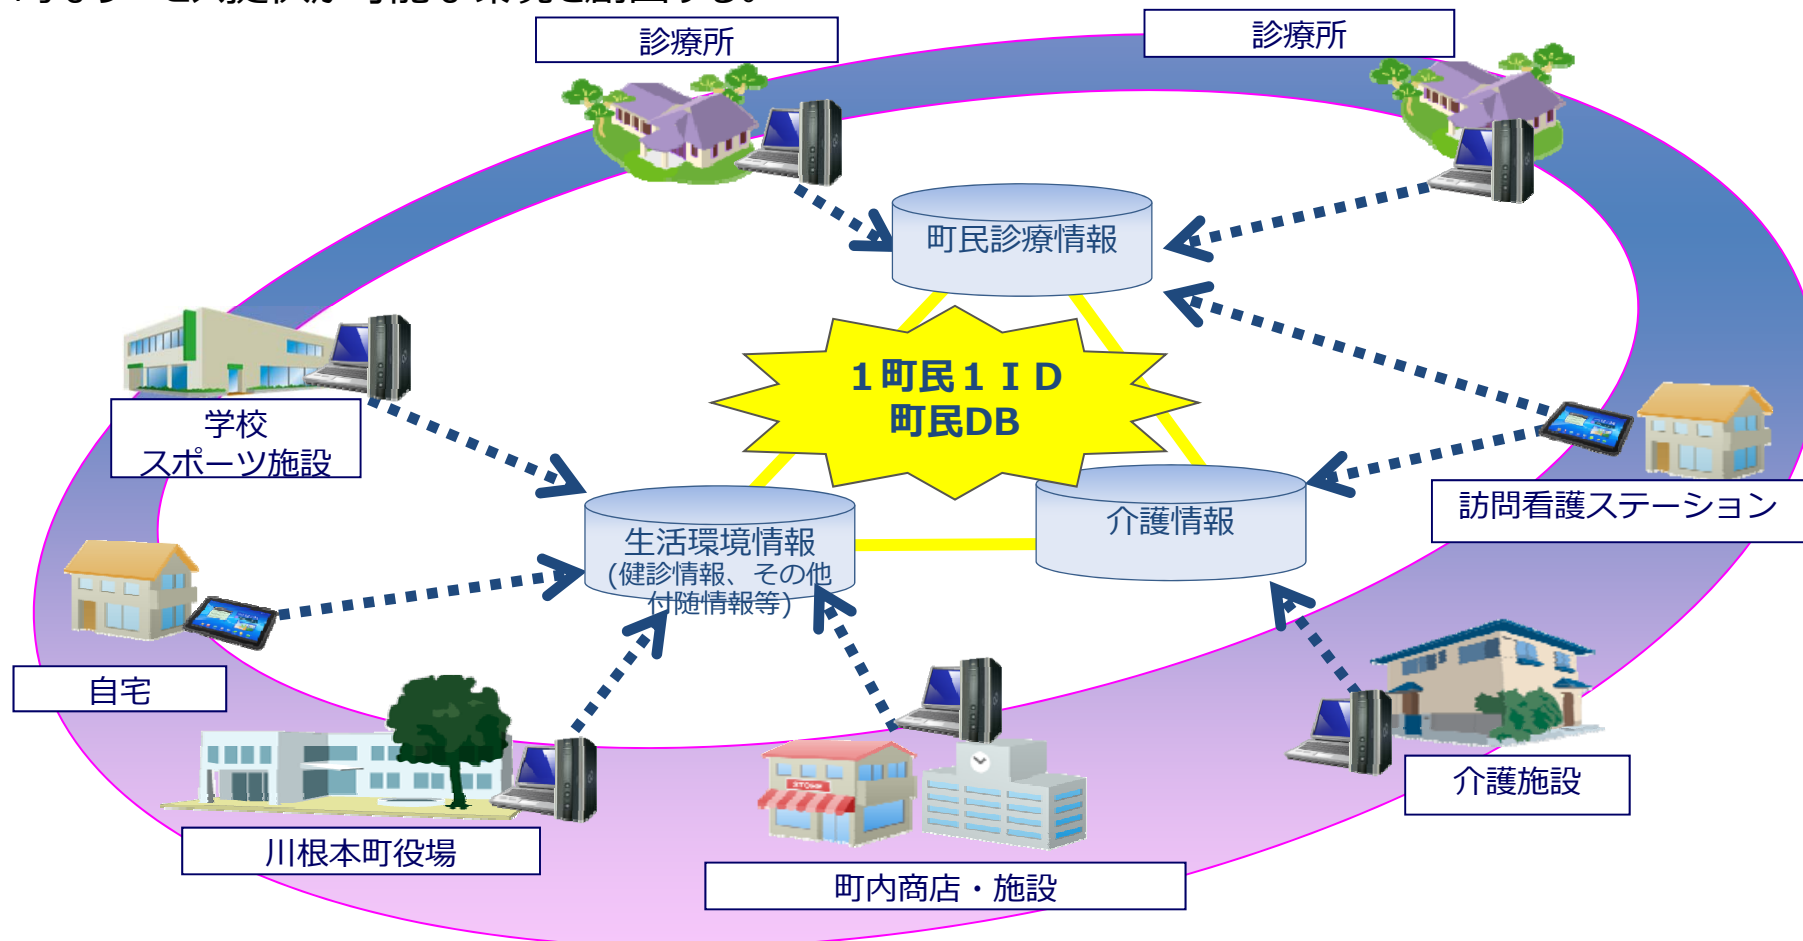 診療所
診療所
町民診療情報
1町民1ID
町民DB
学校
スポーツ施設
介護情報
訪問看護ステーション
生活環境情報
(健診情報、その他
付随情報等)
自宅
介護施設
川根本町役場
町内商店・施設
STORE